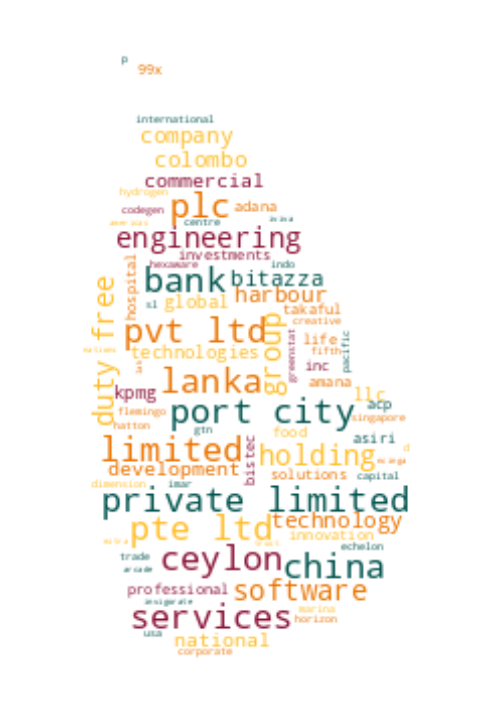 p
99x
international
company
colombo
commercial
hydrogen
plc adana
codegen
centre
engineering
investments
hexaware indo
bank bitazza
hospital
duty free
sl global harbour
takaful
creative
pvt ltd
group
greenstat
life
pacific
technologies fifth
inc
lanka amana
kpmg llc
acp
port city
flemingo singapore
hatton
gtn food
asiri
limited
bistec
holding
development solutions capital
dimension imar
private limited
pte ltd technology
innovation
echelon
trade
arcade
ceylon china
professional software
services marina
horizon
usa national
corporate